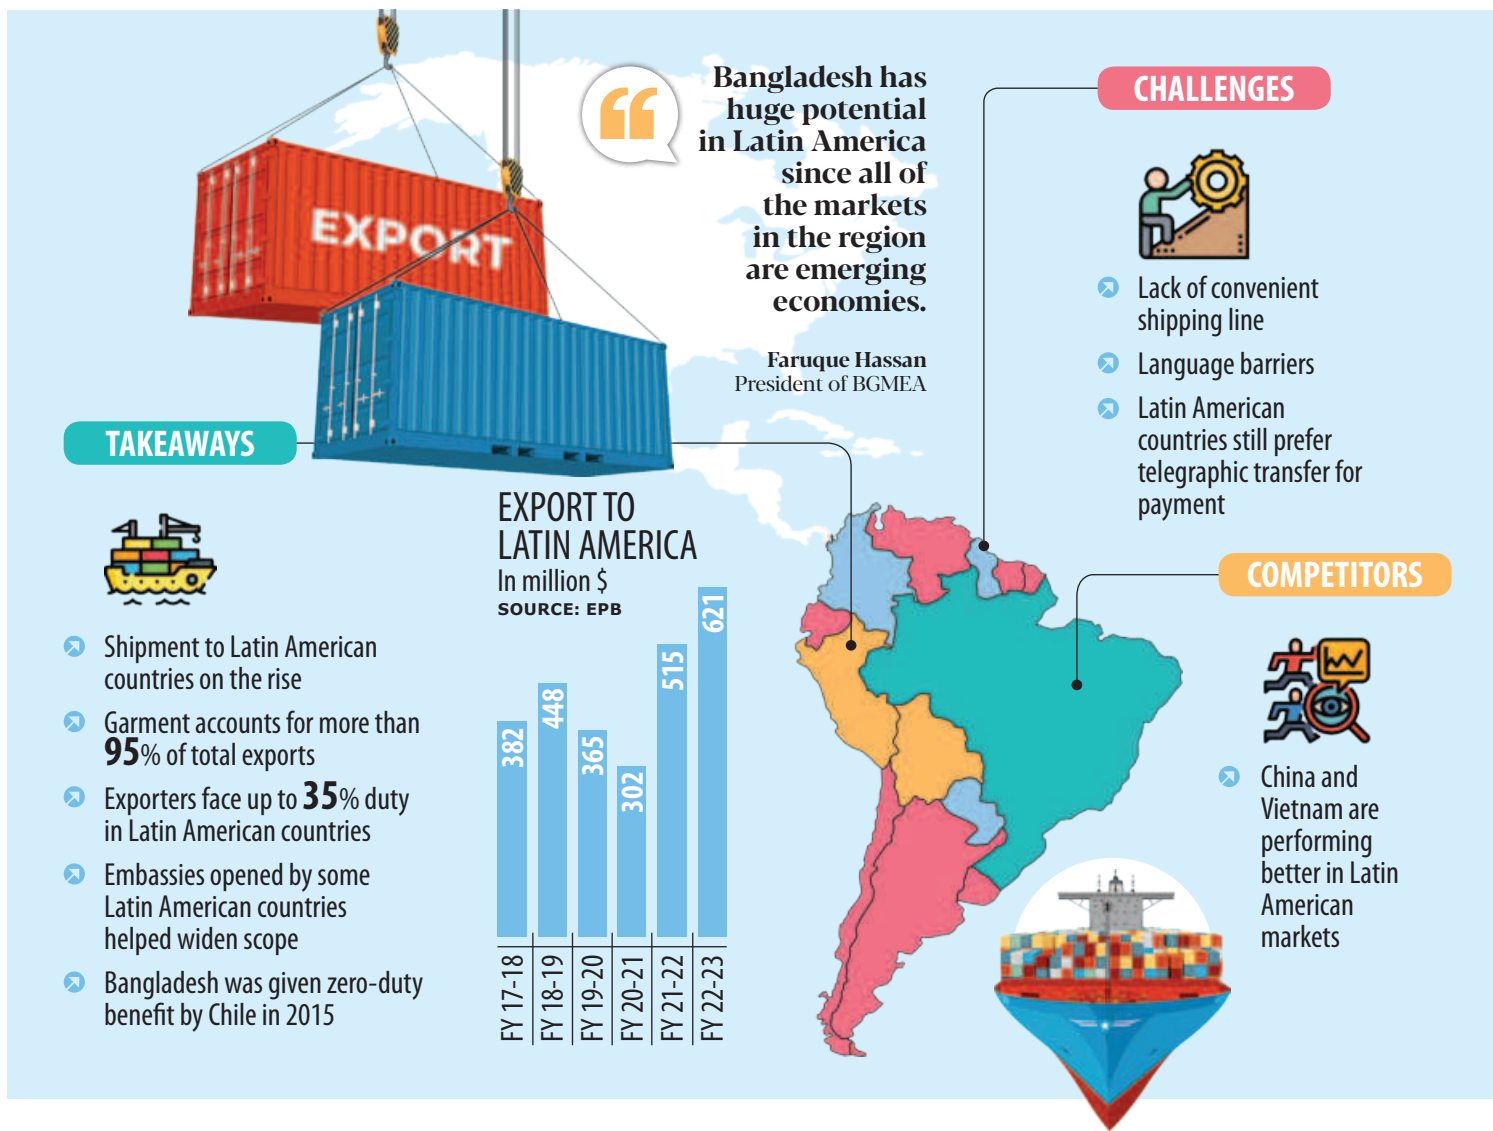 EXPORT
“
Bangladesh has
huge potential
in Latin America
since all of
the markets
in the region
are emerging
economies.
Faruque Hassan
President of BGMEA
CHALLENGES
Lack of convenient
shipping line
Language barriers
Latin American
countries still prefer
telegraphic transfer for
payment
TAKEAWAYS
Shipment to Latin American
countries on the rise
Garment accounts for more than
95% of total exports
Exporters face up to 35% duty
in Latin American countries
Embassies opened by some
Latin American countries
helped widen scope
Bangladesh was given zero-duty
benefit by Chile in 2015
EXPORT TO
LATIN AMERICA
In million $
SOURCE: EPB
382
448
365
302
515
621
FY 17-18
FY 18-19
FY 19-20
FY 20-21
FY 21-22
FY 22-23
COMPETITORS
China and
Vietnam are
performing
better in Latin
American
markets